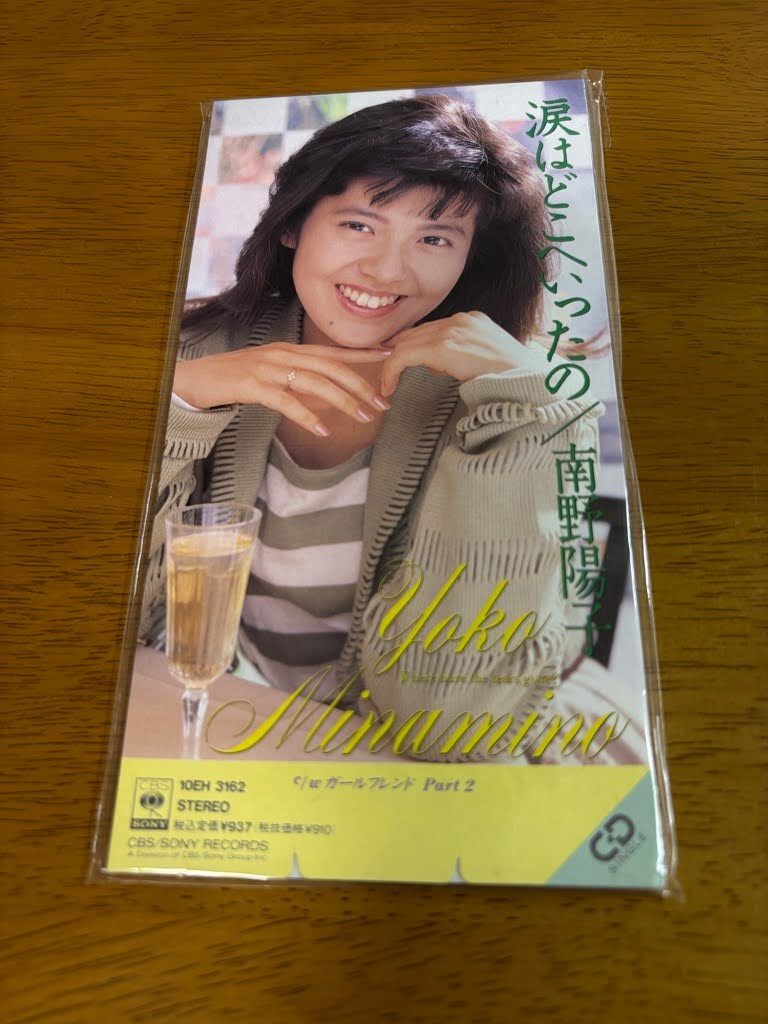 涙はどこへいったの/南野陽子
Yoko
Where have the tears gone?
Minamino
c/w ガールフレンド Part 2
CBS
SONY
10EH 3162
STEREO
税込定価¥937(税抜価格¥910)
CBS/SONY RECORDS
A Division of CBS/Sony Group Inc.
CD
SINGLE